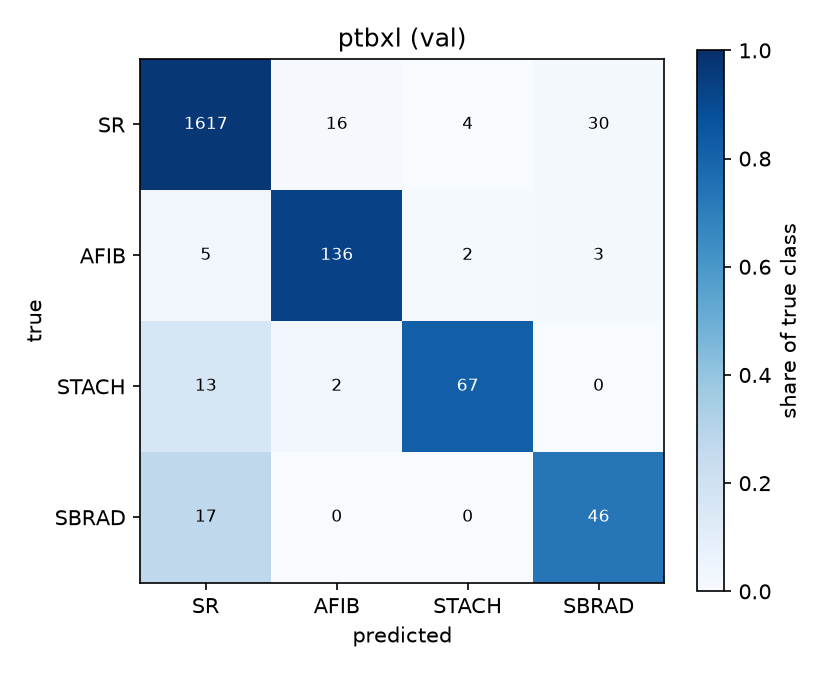 ptbxl (val)
SR 1617 16 4 30
AFIB 5 136 2 3
STACH 13 2 67 0
SBRAD 17 0 0 46
SR AFIB STACH SBRAD
predicted
true
1.0
0.8
0.6
0.4
0.2
0.0
share of true class